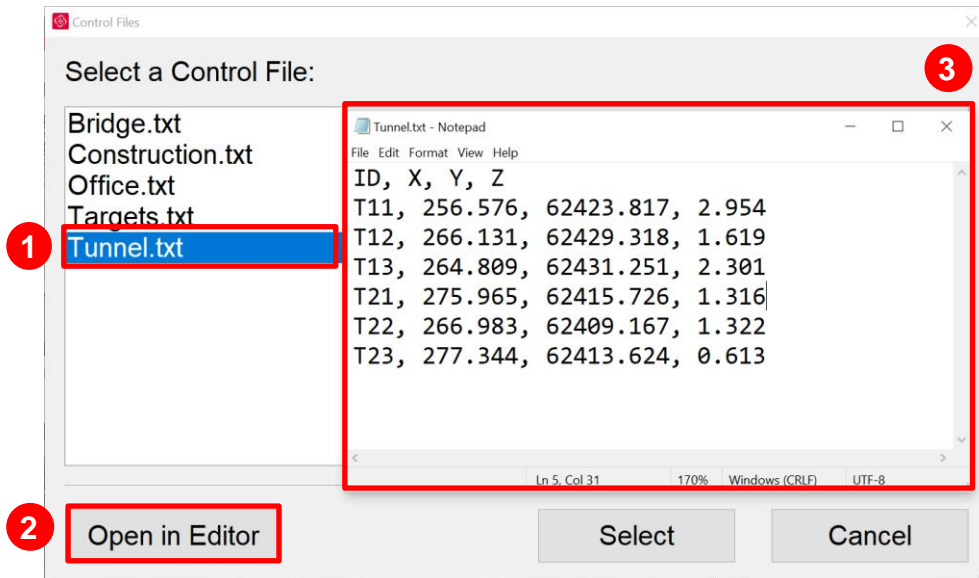 Control Files
Select a Control File:
3
Bridge.txt
Construction.txt
Office.txt
Targets.txt
1
Tunnel.txt
Tunnel.txt - Notepad
File Edit Format View Help
ID, X, Y, Z
T11, 256.576, 62423.817, 2.954
T12, 266.131, 62429.318, 1.619
T13, 264.809, 62431.251, 2.301
T21, 275.965, 62415.726, 1.316
T22, 266.983, 62409.167, 1.322
T23, 277.344, 62413.624, 0.613
Ln 5, Col 31 170% Windows (CRLF) UTF-8
2
Open in Editor Select Cancel